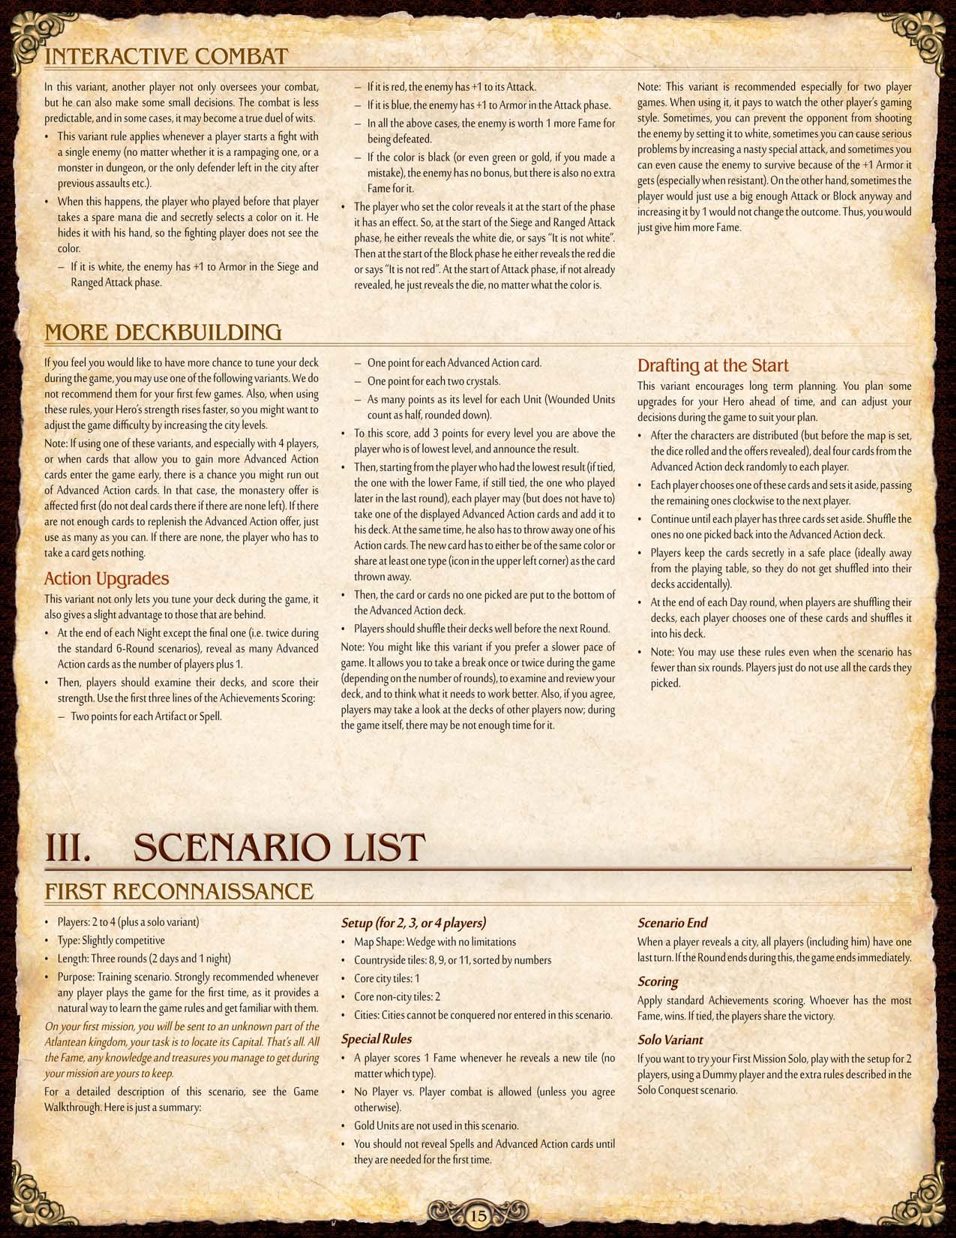 INTERACTIVE COMBAT
In this variant, another player not only oversees your combat,
but he can also make some small decisions. The combat is less
predictable, and in some cases, it may become a true duel of wits.
• This variant rule applies whenever a player starts a fight with
a single enemy (no matter whether it is a rampaging one, or a
monster in dungeon, or the only defender left in the city after
previous assaults etc.).
• When this happens, the player who played before that player
takes a spare mana die and secretly selects a color on it. He
hides it with his hand, so the fighting player does not see the
color.
– If it is white, the enemy has +1 to Armor in the Siege and
Ranged Attack phase.
– If it is red, the enemy has +1 to its Attack.
– If it is blue, the enemy has +1 to Armor in the Attack phase.
– In all the above cases, the enemy is worth 1 more Fame for
being defeated.
– If the color is black (or even green or gold, if you made a
mistake), the enemy has no bonus, but there is also no extra
Fame for it.
• The player who set the color reveals it at the start of the phase
it has an effect. So, at the start of the Siege and Ranged Attack
phase, he either reveals the white die, or says "It is not white".
Then at the start of the Block phase he either reveals the red die
or says "It is not red". At the start of Attack phase, if not already
revealed, he just reveals the die, no matter what the color is.
Note: This variant is recommended especially for two player
games. When using it, it pays to watch the other player's gaming
style. Sometimes, you can prevent the opponent from shooting
the enemy by setting it to white, sometimes you can cause serious
problems by increasing a nasty special attack, and sometimes you
can even cause the enemy to survive because of the +1 Armor it
gets (especially when resistant). On the other hand, sometimes the
player would just use a big enough Attack or Block anyway and
increasing it by 1 would not change the outcome. Thus, you would
just give him more Fame.
MORE DECKBUILDING
If you feel you would like to have more chance to tune your deck
during the game, you may use one of the following variants. We do
not recommend them for your first few games. Also, when using
these rules, your Hero's strength rises faster, so you might want to
adjust the game difficulty by increasing the city levels.
Note: If using one of these variants, and especially with 4 players,
or when cards that allow you to gain more Advanced Action
cards enter the game early, there is a chance you might run out
of Advanced Action cards. In that case, the monastery offer is
affected first (do not deal cards there if there are none left). If there
are not enough cards to replenish the Advanced Action offer, just
use as many as you can. If there are none, the player who has to
take a card gets nothing.
Action Upgrades
This variant not only lets you tune your deck during the game, it
also gives a slight advantage to those that are behind.
• At the end of each Night except the final one (i.e. twice during
the standard 6-Round scenarios), reveal as many Advanced
Action cards as the number of players plus 1.
• Then, players should examine their decks, and score their
strength. Use the first three lines of the Achievements Scoring:
– Two points for each Artifact or Spell.
– One point for each Advanced Action card.
– One point for each two crystals.
– As many points as its level for each Unit (Wounded Units
count as half, rounded down).
• To this score, add 3 points for every level you are above the
player who is of lowest level, and announce the result.
• Then, starting from the player who had the lowest result (if tied,
the one with the lower Fame, if still tied, the one who played
later in the last round), each player may (but does not have to)
take one of the displayed Advanced Action cards and add it to
his deck. At the same time, he also has to throw away one of his
Action cards. The new card has to either be of the same color or
share at least one type (icon in the upper left corner) as the card
thrown away.
• Then, the card or cards no one picked are put to the bottom of
the Advanced Action deck.
• Players should shuffle their decks well before the next Round.
Note: You might like this variant if you prefer a slower pace of
game. It allows you to take a break once or twice during the game
(depending on the number of rounds), to examine and review your
deck, and to think what it needs to work better. Also, if you agree,
players may take a look at the decks of other players now; during
the game itself, there may be not enough time for it.
Drafting at the Start
This variant encourages long term planning. You plan some
upgrades for your Hero ahead of time, and can adjust your
decisions during the game to suit your plan.
• After the characters are distributed (but before the map is set,
the dice rolled and the offers revealed), deal four cards from the
Advanced Action deck randomly to each player.
• Each player chooses one of these cards and sets it aside, passing
the remaining ones clockwise to the next player.
• Continue until each player has three cards set aside. Shuffle the
ones no one picked back into the Advanced Action deck.
• Players keep the cards secretly in a safe place (ideally away
from the playing table, so they do not get shuffled into their
decks accidentally).
• At the end of each Day round, when players are shuffling their
decks, each player chooses one of these cards and shuffles it
into his deck.
• Note: You may use these rules even when the scenario has
fewer than six rounds. Players just do not use all the cards they
picked.
III. SCENARIO LIST
FIRST RECONNAISSANCE
• Players: 2 to 4 (plus a solo variant)
• Type: Slightly competitive
• Length: Three rounds (2 days and 1 night)
• Purpose: Training scenario. Strongly recommended whenever
any player plays the game for the first time, as it provides a
natural way to learn the game rules and get familiar with them.
On your first mission, you will be sent to an unknown part of the
Atlantean kingdom, your task is to locate its Capital. That's all. All
the Fame, any knowledge and treasures you manage to get during
your mission are yours to keep.
For a detailed description of this scenario, see the Game
Walkthrough. Here is just a summary:
Setup (for 2, 3, or 4 players)
• Map Shape: Wedge with no limitations
• Countryside tiles: 8, 9, or 11, sorted by numbers
• Core city tiles: 1
• Core non-city tiles: 2
• Cities: Cities cannot be conquered nor entered in this scenario.
Special Rules
• A player scores 1 Fame whenever he reveals a new tile (no
matter which type).
• No Player vs. Player combat is allowed (unless you agree
otherwise).
• Gold Units are not used in this scenario.
• You should not reveal Spells and Advanced Action cards until
they are needed for the first time.
Scenario End
When a player reveals a city, all players (including him) have one
last turn. If the Round ends during this, the game ends immediately.
Scoring
Apply standard Achievements scoring. Whoever has the most
Fame, wins. If tied, the players share the victory.
Solo Variant
If you want to try your First Mission Solo, play with the setup for 2
players, using a Dummy player and the extra rules described in the
Solo Conquest scenario.
15